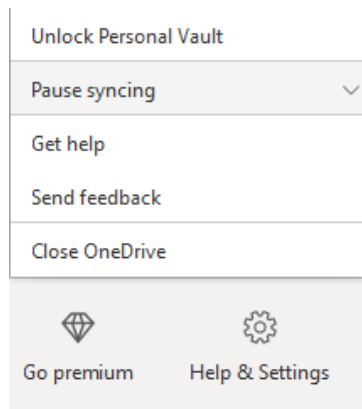 Unlock Personal Vault
Pause syncing
Get help
Send feedback
Close OneDrive
Go premium
Help & Settings